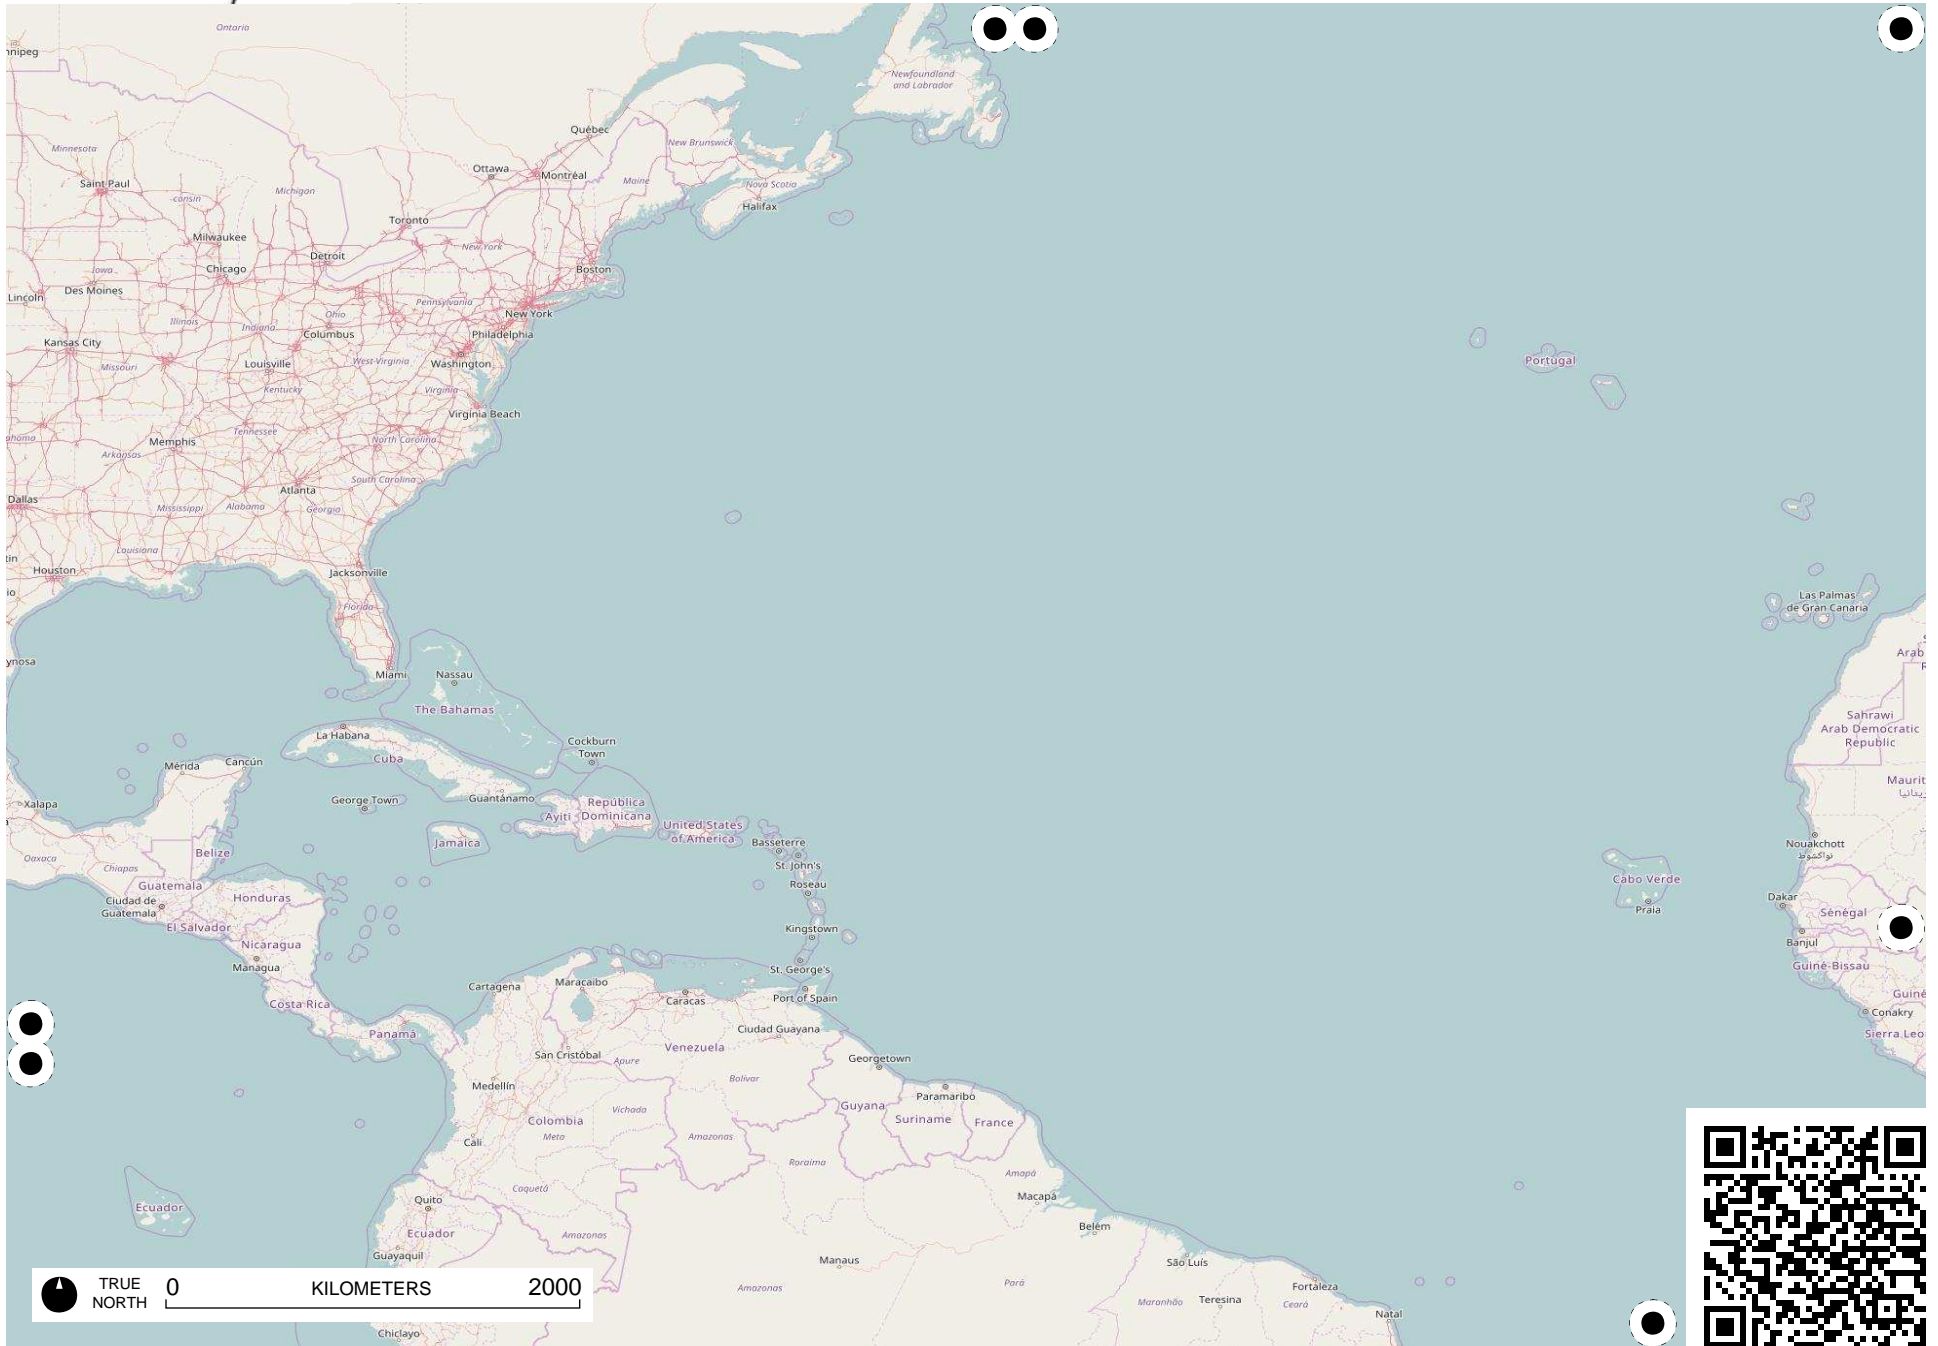 Ontario
Newfoundland
and Labrador
Québec
New Brunswick
Minnesota
Ottawa
Montréal
Saint Paul
Michigan
Maine
Nova Scotia
-consin
Halifax
Toronto
Milwaukee
New York
Detroit
Chicago
Boston
Iowa
Des Moines
Lincoln
Pennsylvania
New York
Illinois
Indiana
Ohio
Columbus
Philadelphia
Kansas City
Missouri
Louisville
West Virginia
Washington
Portugal
Kentucky
Virginia
Virginia Beach
Memphis
Tennessee
North Carolina
Arkansas
South Carolina
Atlanta
Dallas
Mississippi
Alabama
Georgia
Louisiana
Houston
Jacksonville
Florida
Las Palmas
de Gran Canaria
ynosa
Miami
Nassau
The Bahamas
Arab
Sahrawi
Arab Democratic
Republic
La Habana
Cuba
Cockburn
Town
Mérida
Cancún
Maurit
Xalapa
George Town
Guantánamo
República
Dominicana
Ayiti
United States
of America
Jamaica
Belize
Basseterre
St. John's
Roseau
Nouakchott
نواكشوط
Oaxaca
Chiapas
Guatemala
Ciudad de
Guatemala
Honduras
El Salvador
Nicaragua
Managua
Kingstown
Cabo Verde
Praia
Dakar
Sénégal
Banjul
Guiné-Bissau
St. George's
Port of Spain
Cartagena
Maracaibo
Caracas
Costa Rica
Panamá
Ciudad Guayana
Guiné
Conakry
Sierra Leo
San Cristóbal
Apure
Venezuela
Georgetown
Medellín
Bolívar
Paramaribo
Vichada
Guyana
Suriname
France
Colombia
Meta
Cali
Amazonas
Roraima
Amapá
Caquetá
Quito
Macapá
Ecuador
Ecuador
Amazonas
Belém
Guayaquil
Manaus
São Luís
Amazonas
Pará
Fortaleza
Maranhão
Teresina
Ceará
Natal
TRUE
NORTH
0 KILOMETERS 2000
Chiclayo